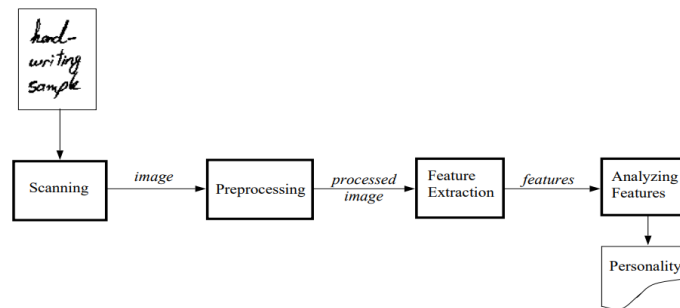 hand-
writing
sample
Scanning
image
Preprocessing
processed
image
Feature
Extraction
features
Analyzing
Features
Personality